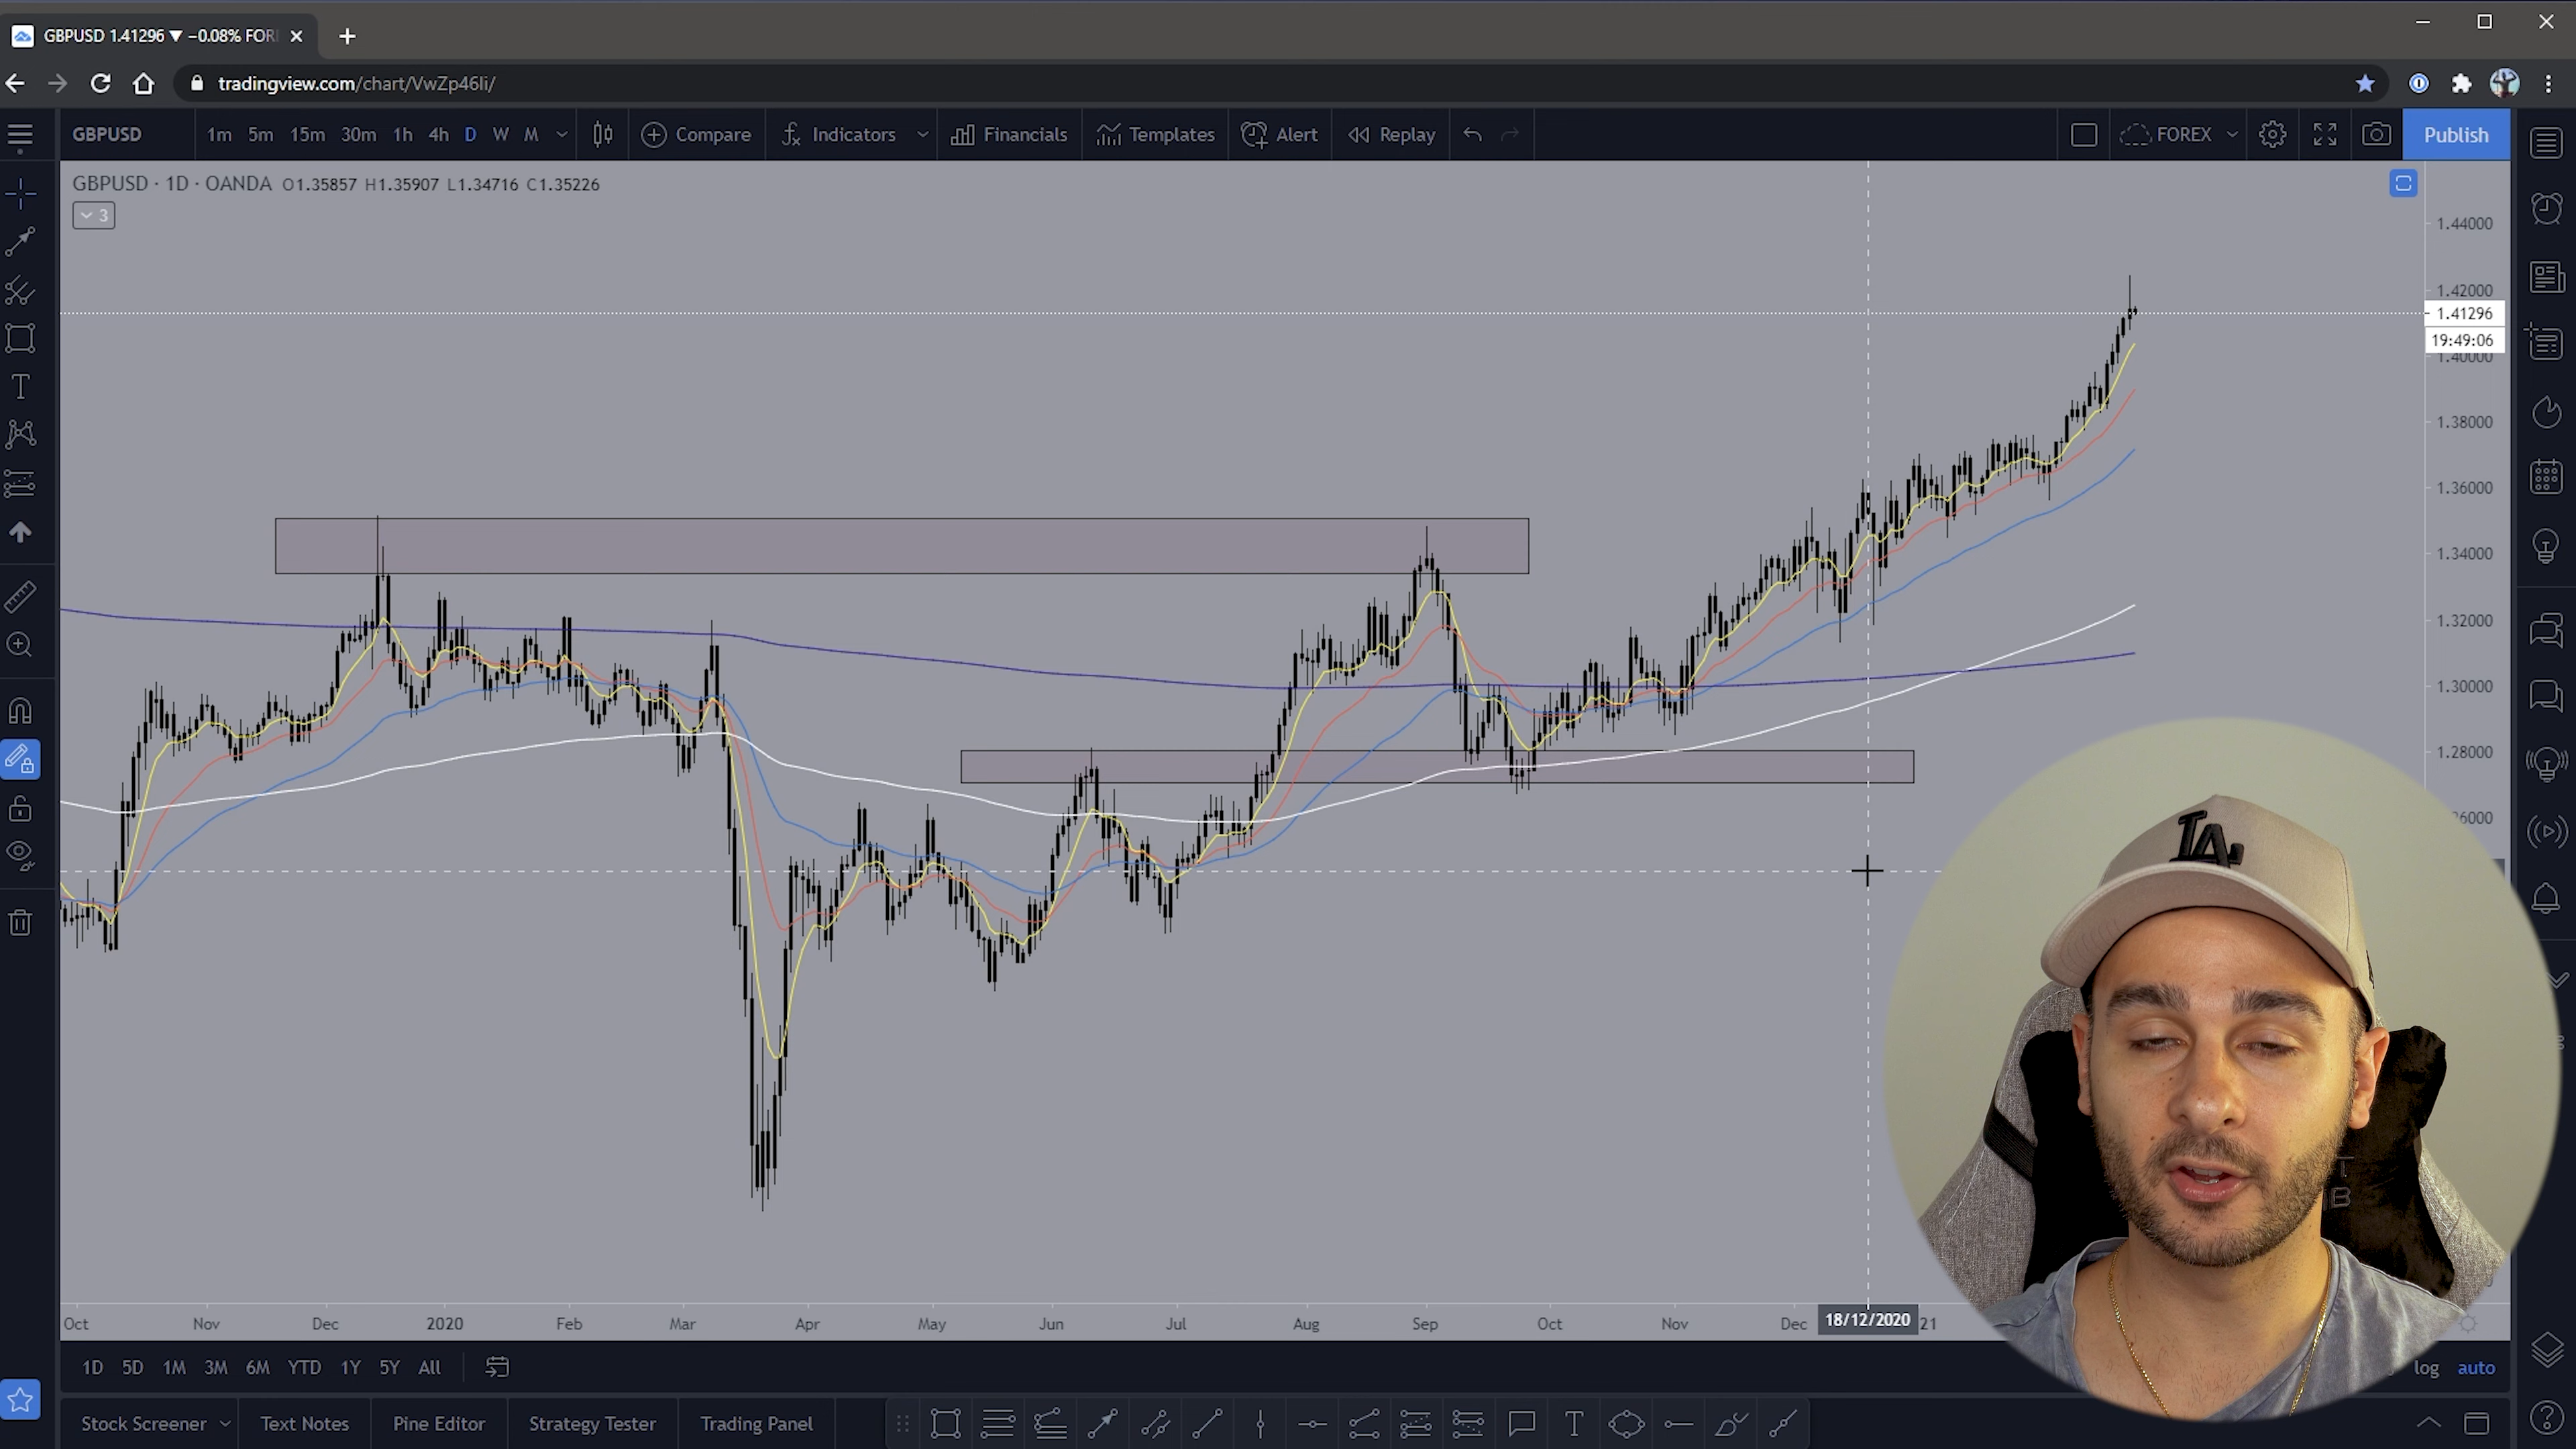 GBPUSD 1.41296 ▼ −0.08% FOR
tradingview.com/chart/VwZp46li/
GBPUSD 1m 5m 15m 30m 1h 4h D W M Compare Indicators Financials Templates Alert Replay FOREX Publish
GBPUSD · 1D · OANDA O1.35857 H1.35907 L1.34716 C1.35226
3
1.44000
1.42000
1.41296
19:49:06
1.40000
1.38000
1.36000
1.34000
1.32000
1.30000
1.28000
26000
LA
Oct Nov Dec 2020 Feb Mar Apr May Jun Jul Aug Sep Oct Nov Dec 18/12/2020 21
1D 5D 1M 3M 6M YTD 1Y 5Y All log auto
Stock Screener Text Notes Pine Editor Strategy Tester Trading Panel